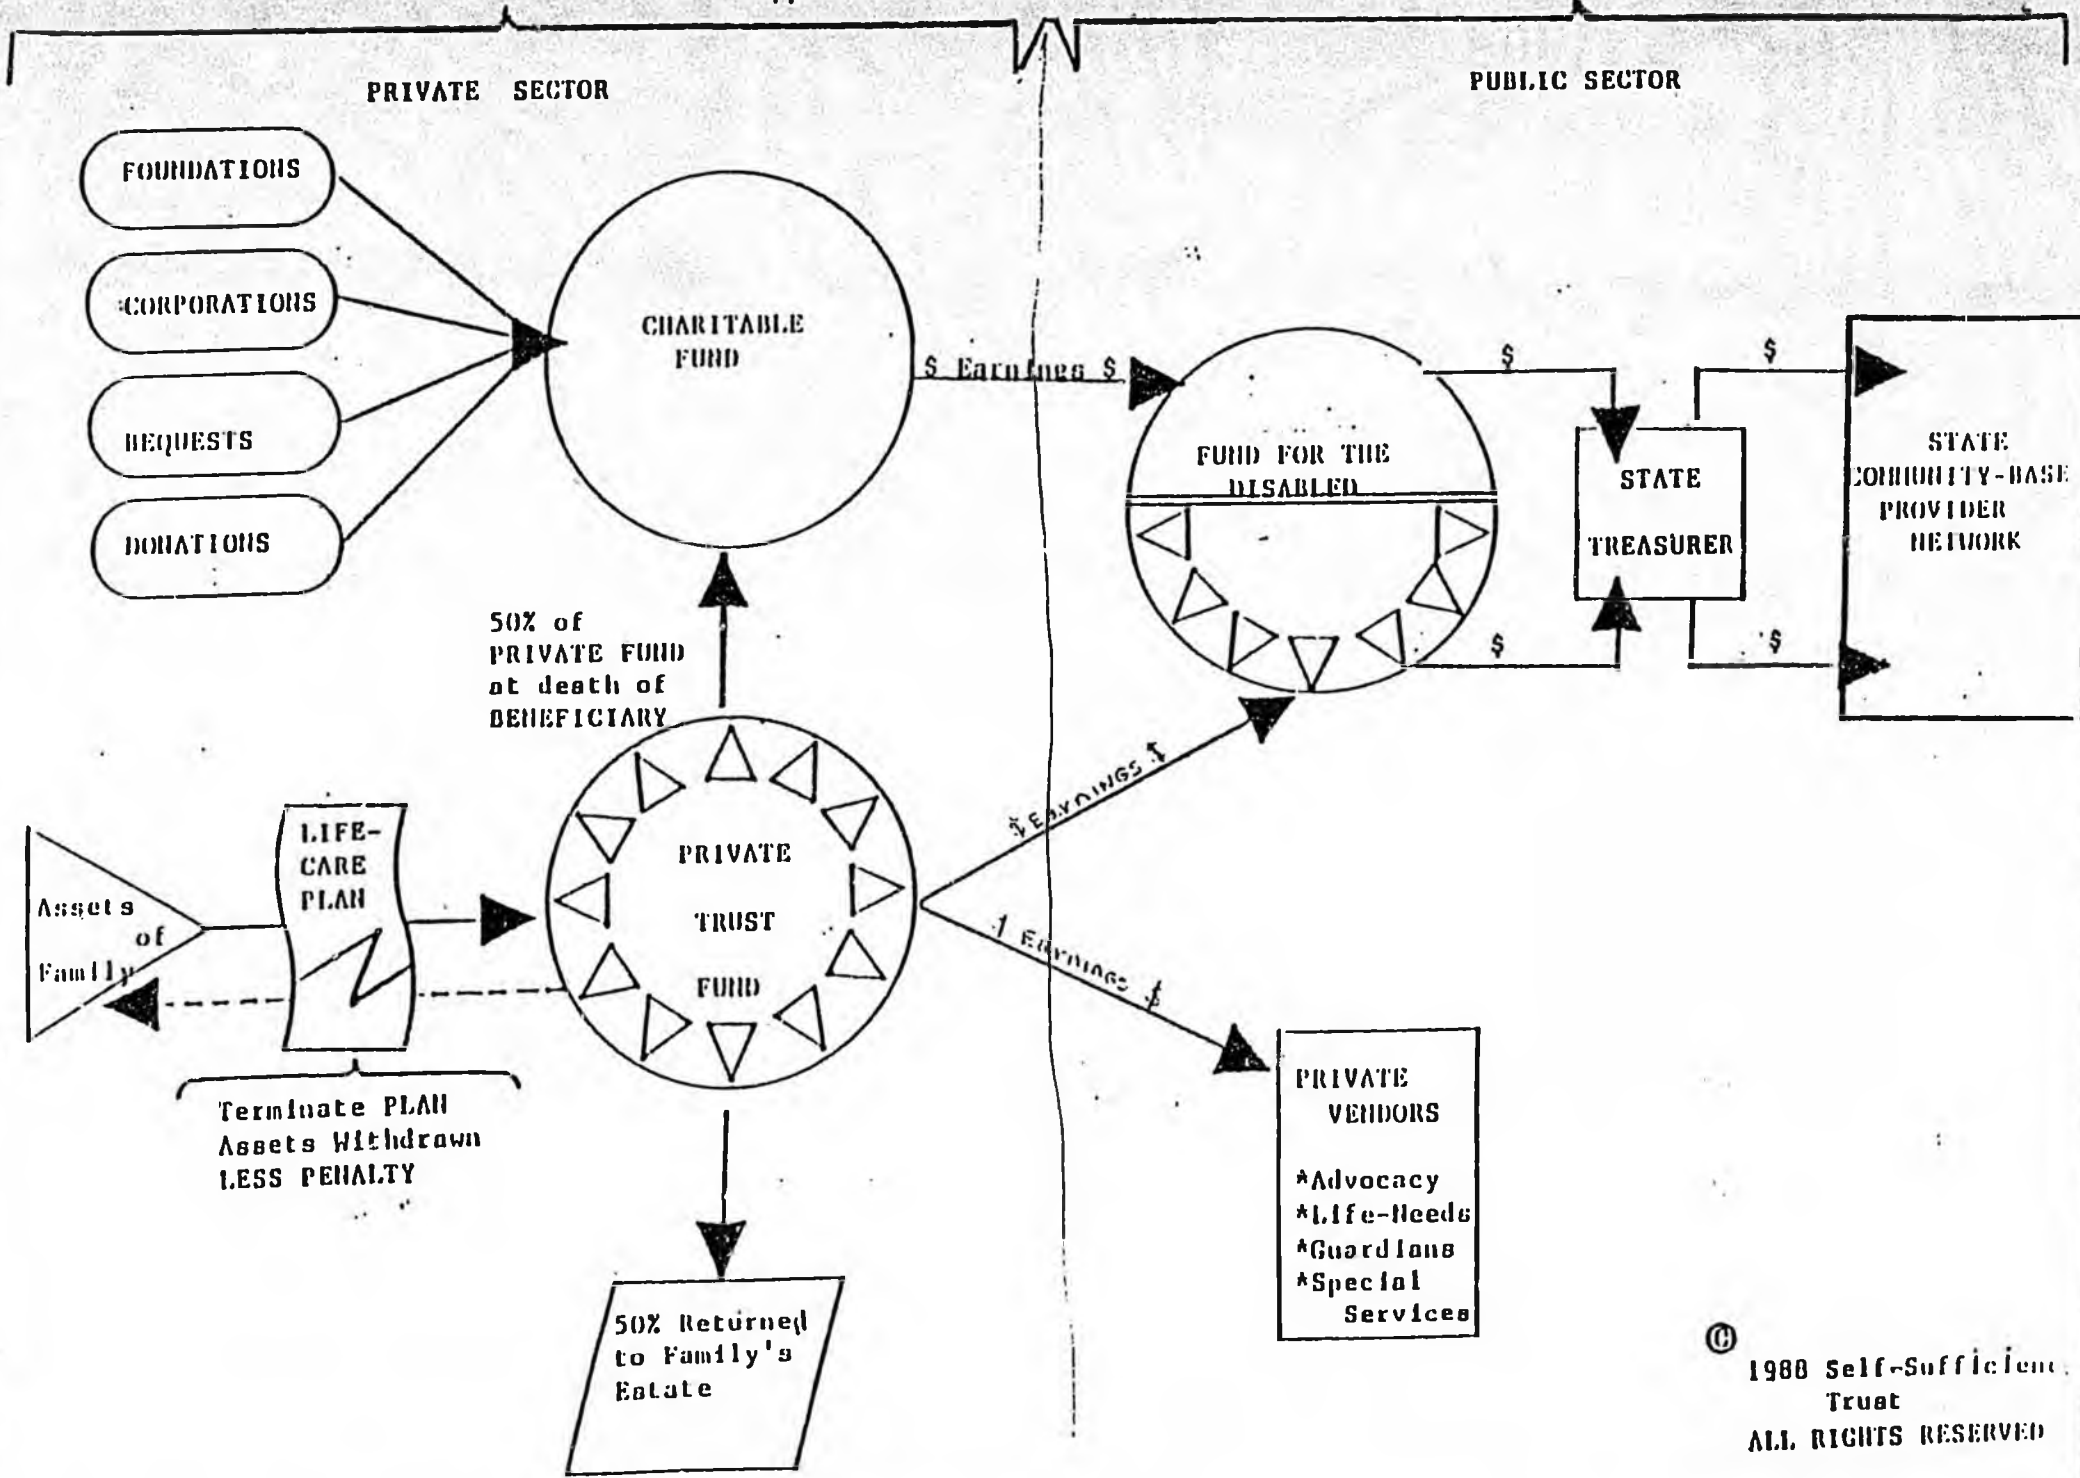 PRIVATE SECTOR
PUBLIC SECTOR
FOUNDATIONS
CORPORATIONS
BEQUESTS
DONATIONS
CHARITABLE
FUND
$ Earnings $
FUND FOR THE
DISABLED
$
$
STATE
TREASURER
$
$
STATE
COMMUNITY-BASE
PROVIDER
NETWORK
50% of
PRIVATE FUND
at death of
BENEFICIARY
Assets
of
Family
LIFE-
CARE
PLAN
PRIVATE
TRUST
FUND
$ EARNINGS $
$ Earnings $
Terminate PLAN
Assets Withdrawn
LESS PENALTY
50% Returned
to Family's
Estate
PRIVATE
VENDORS
*Advocacy
*Life-Needs
*Guardians
*Special
Services
©
1988 Self-Sufficient
Trust
ALL RIGHTS RESERVED